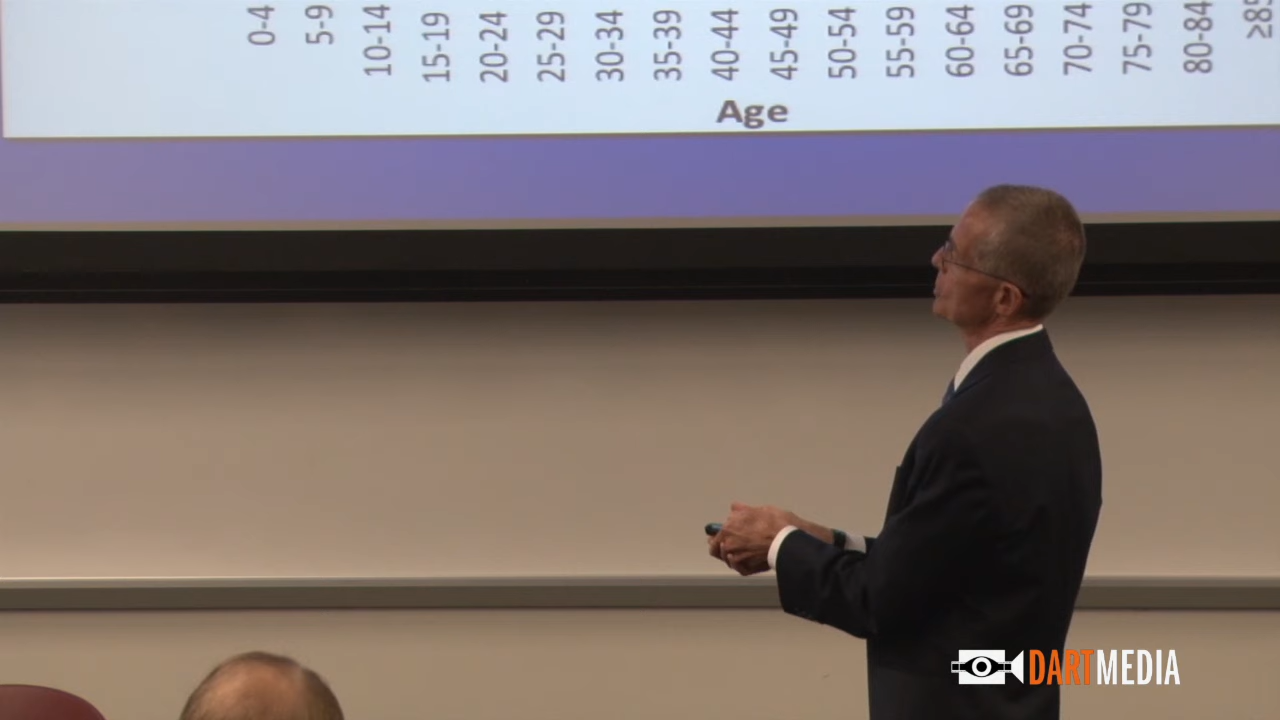 0-4 5-9 10-14 15-19 20-24 25-29 30-34 35-39 40-44 45-49 50-54 55-59 60-64 65-69 70-74 75-79 80-84 ≥85
Age
DARTMEDIA